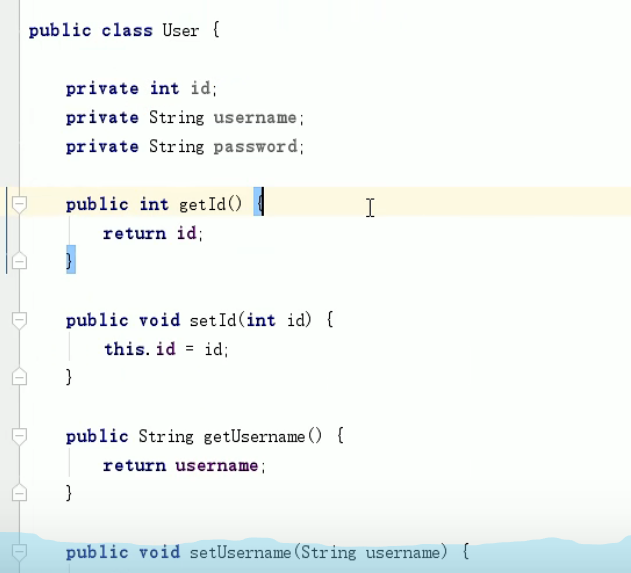 public class User {
private int id;
private String username;
private String password;
public int getId() {
return id;
}
public void setId(int id) {
this.id = id;
}
public String getUsername() {
return username;
}
public void setUsername(String username) {